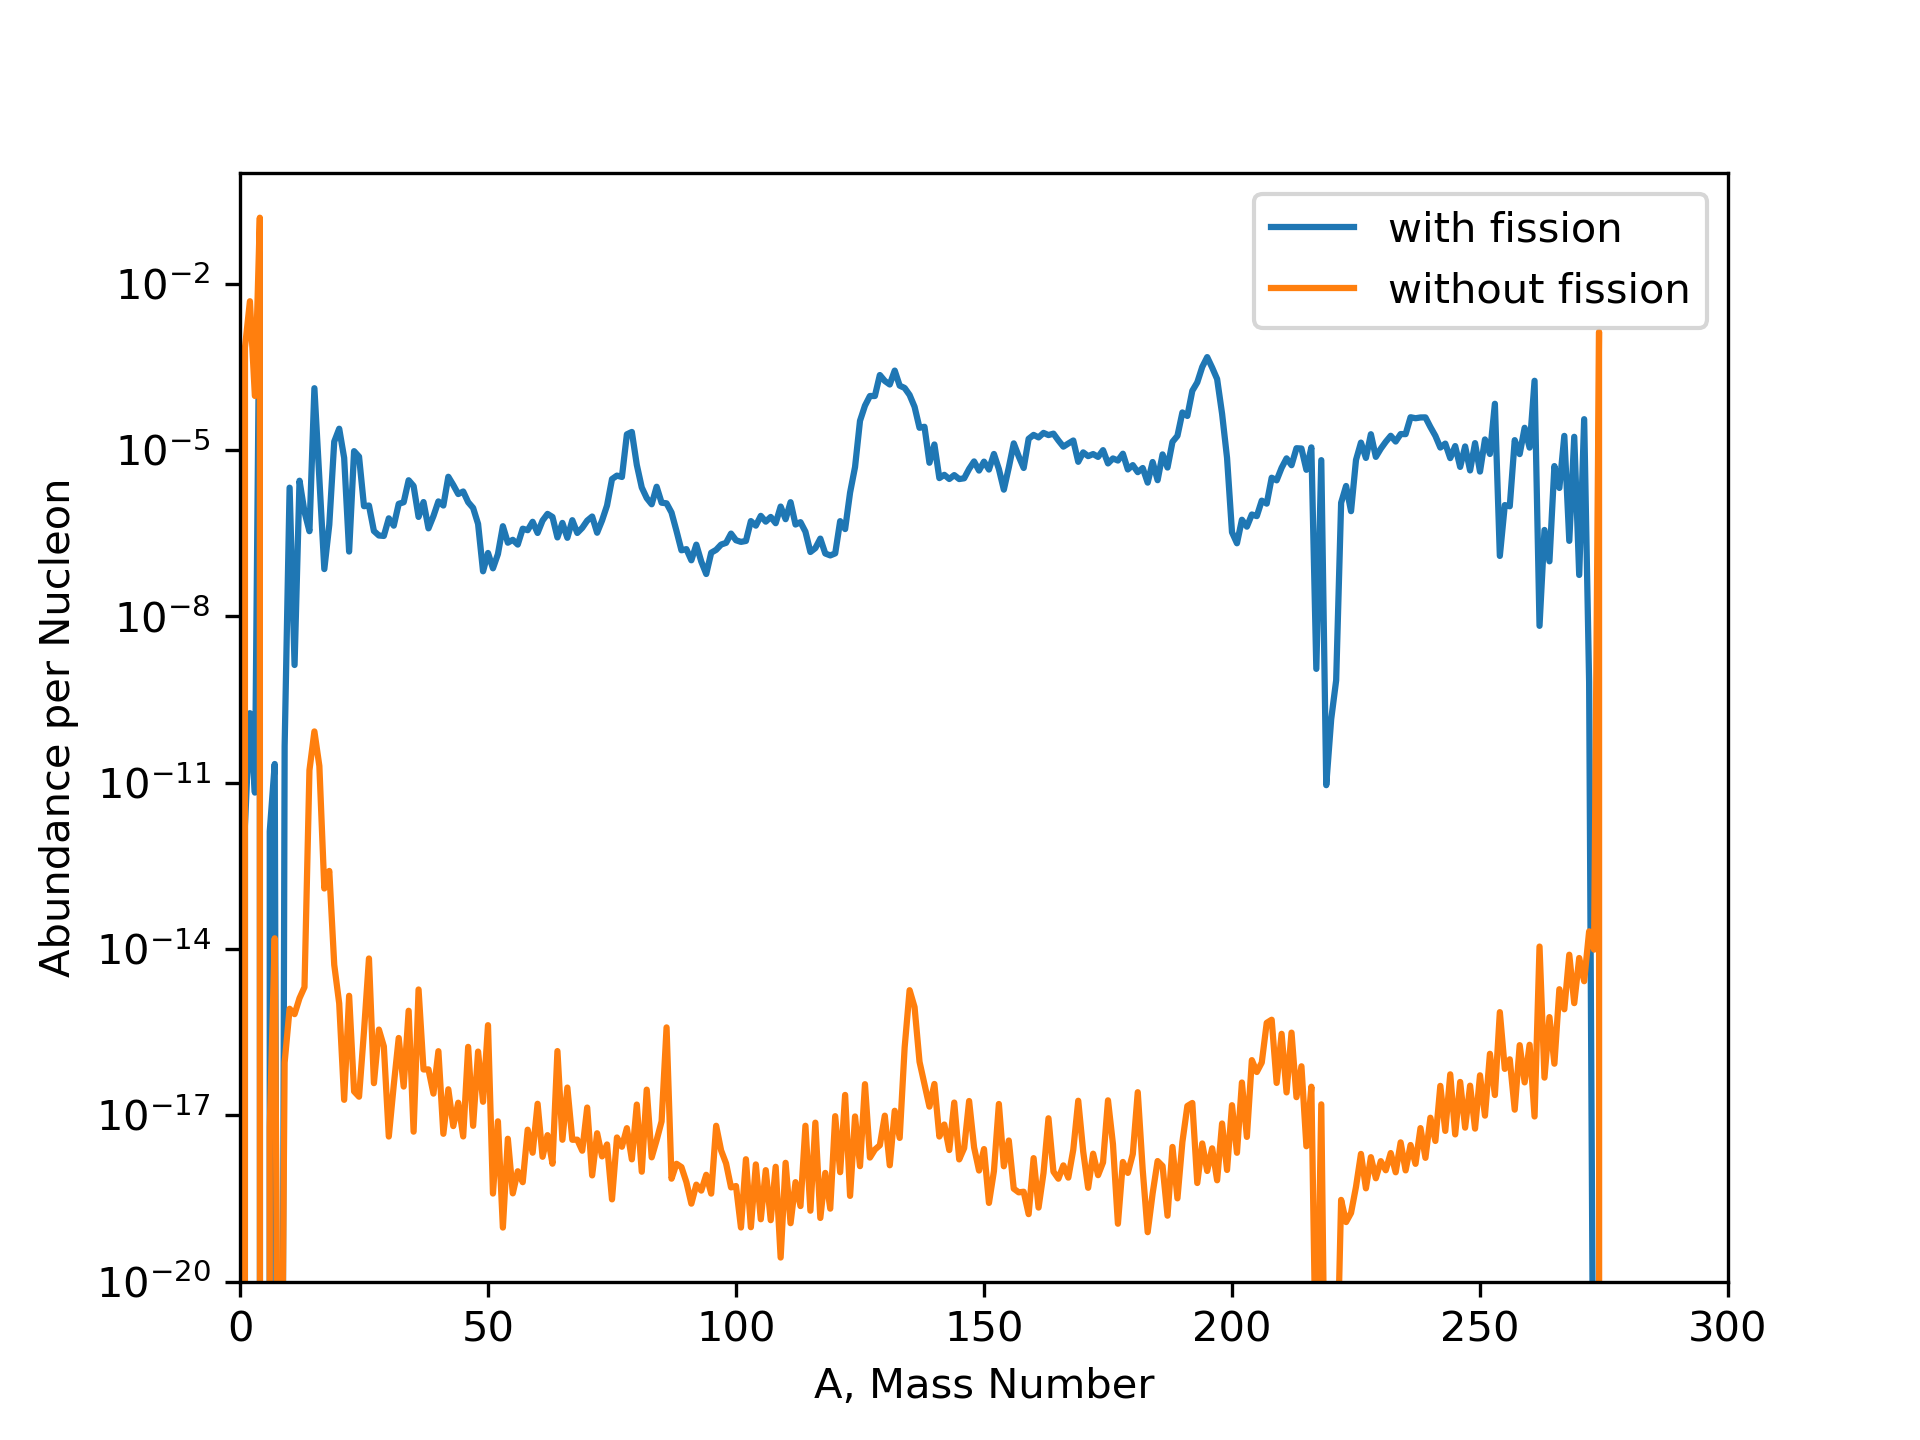 with fission
without fission
10⁻²
10⁻⁵
10⁻⁸
10⁻¹¹
10⁻¹⁴
10⁻¹⁷
10⁻²⁰
Abundance per Nucleon
0 50 100 150 200 250 300
A, Mass Number